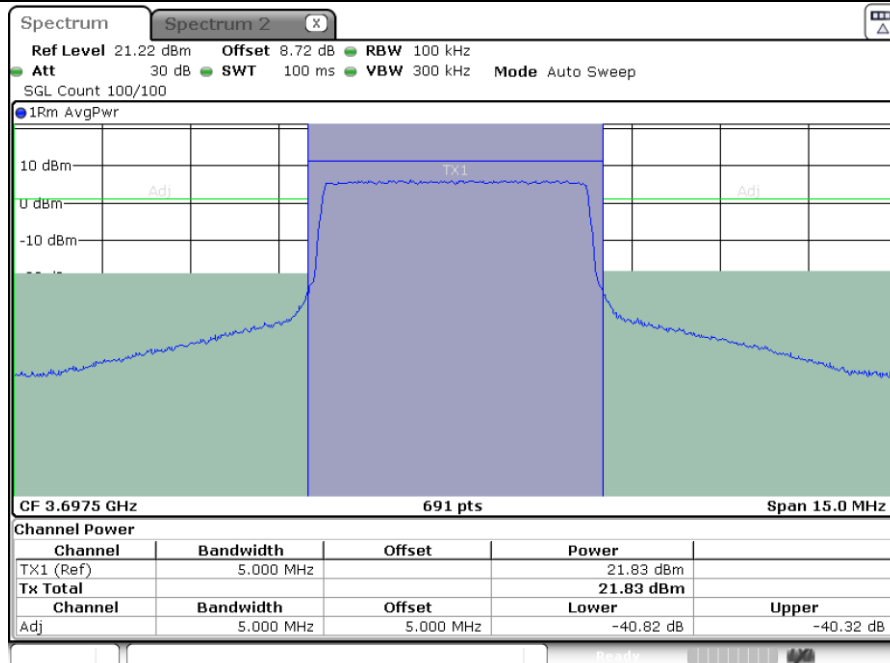 Spectrum Spectrum 2 X
Ref Level 21.22 dBm Offset 8.72 dB RBW 100 kHz
Att 30 dB SWT 100 ms VBW 300 kHz Mode Auto Sweep
SGL Count 100/100
1Rm AvgPwr
10 dBm
TX1
Adj Adj
0 dBm
-10 dBm
CF 3.6975 GHz 691 pts Span 15.0 MHz
Channel Power
Channel Bandwidth Offset Power
TX1 (Ref) 5.000 MHz 21.83 dBm
Tx Total 21.83 dBm
Channel Bandwidth Offset Lower Upper
Adj 5.000 MHz 5.000 MHz -40.82 dB -40.32 dB
Ready